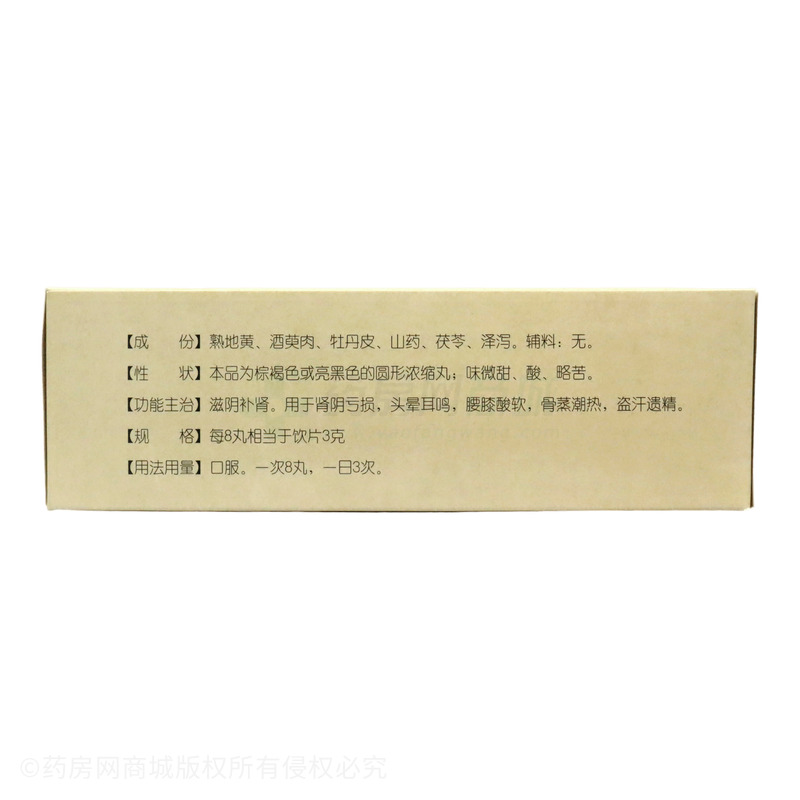 【成　　份】熟地黄、酒萸肉、牡丹皮、山药、茯苓、泽泻。辅料：无。
【性　　状】本品为棕褐色或亮黑色的圆形浓缩丸；味微甜、酸、略苦。
【功能主治】滋阴补肾。用于肾阴亏损，头晕耳鸣，腰膝酸软，骨蒸潮热，盗汗遗精。
【规　　格】每8丸相当于饮片3克
【用法用量】口服。一次8丸，一日3次。
©药房网商城版权所有侵权必究